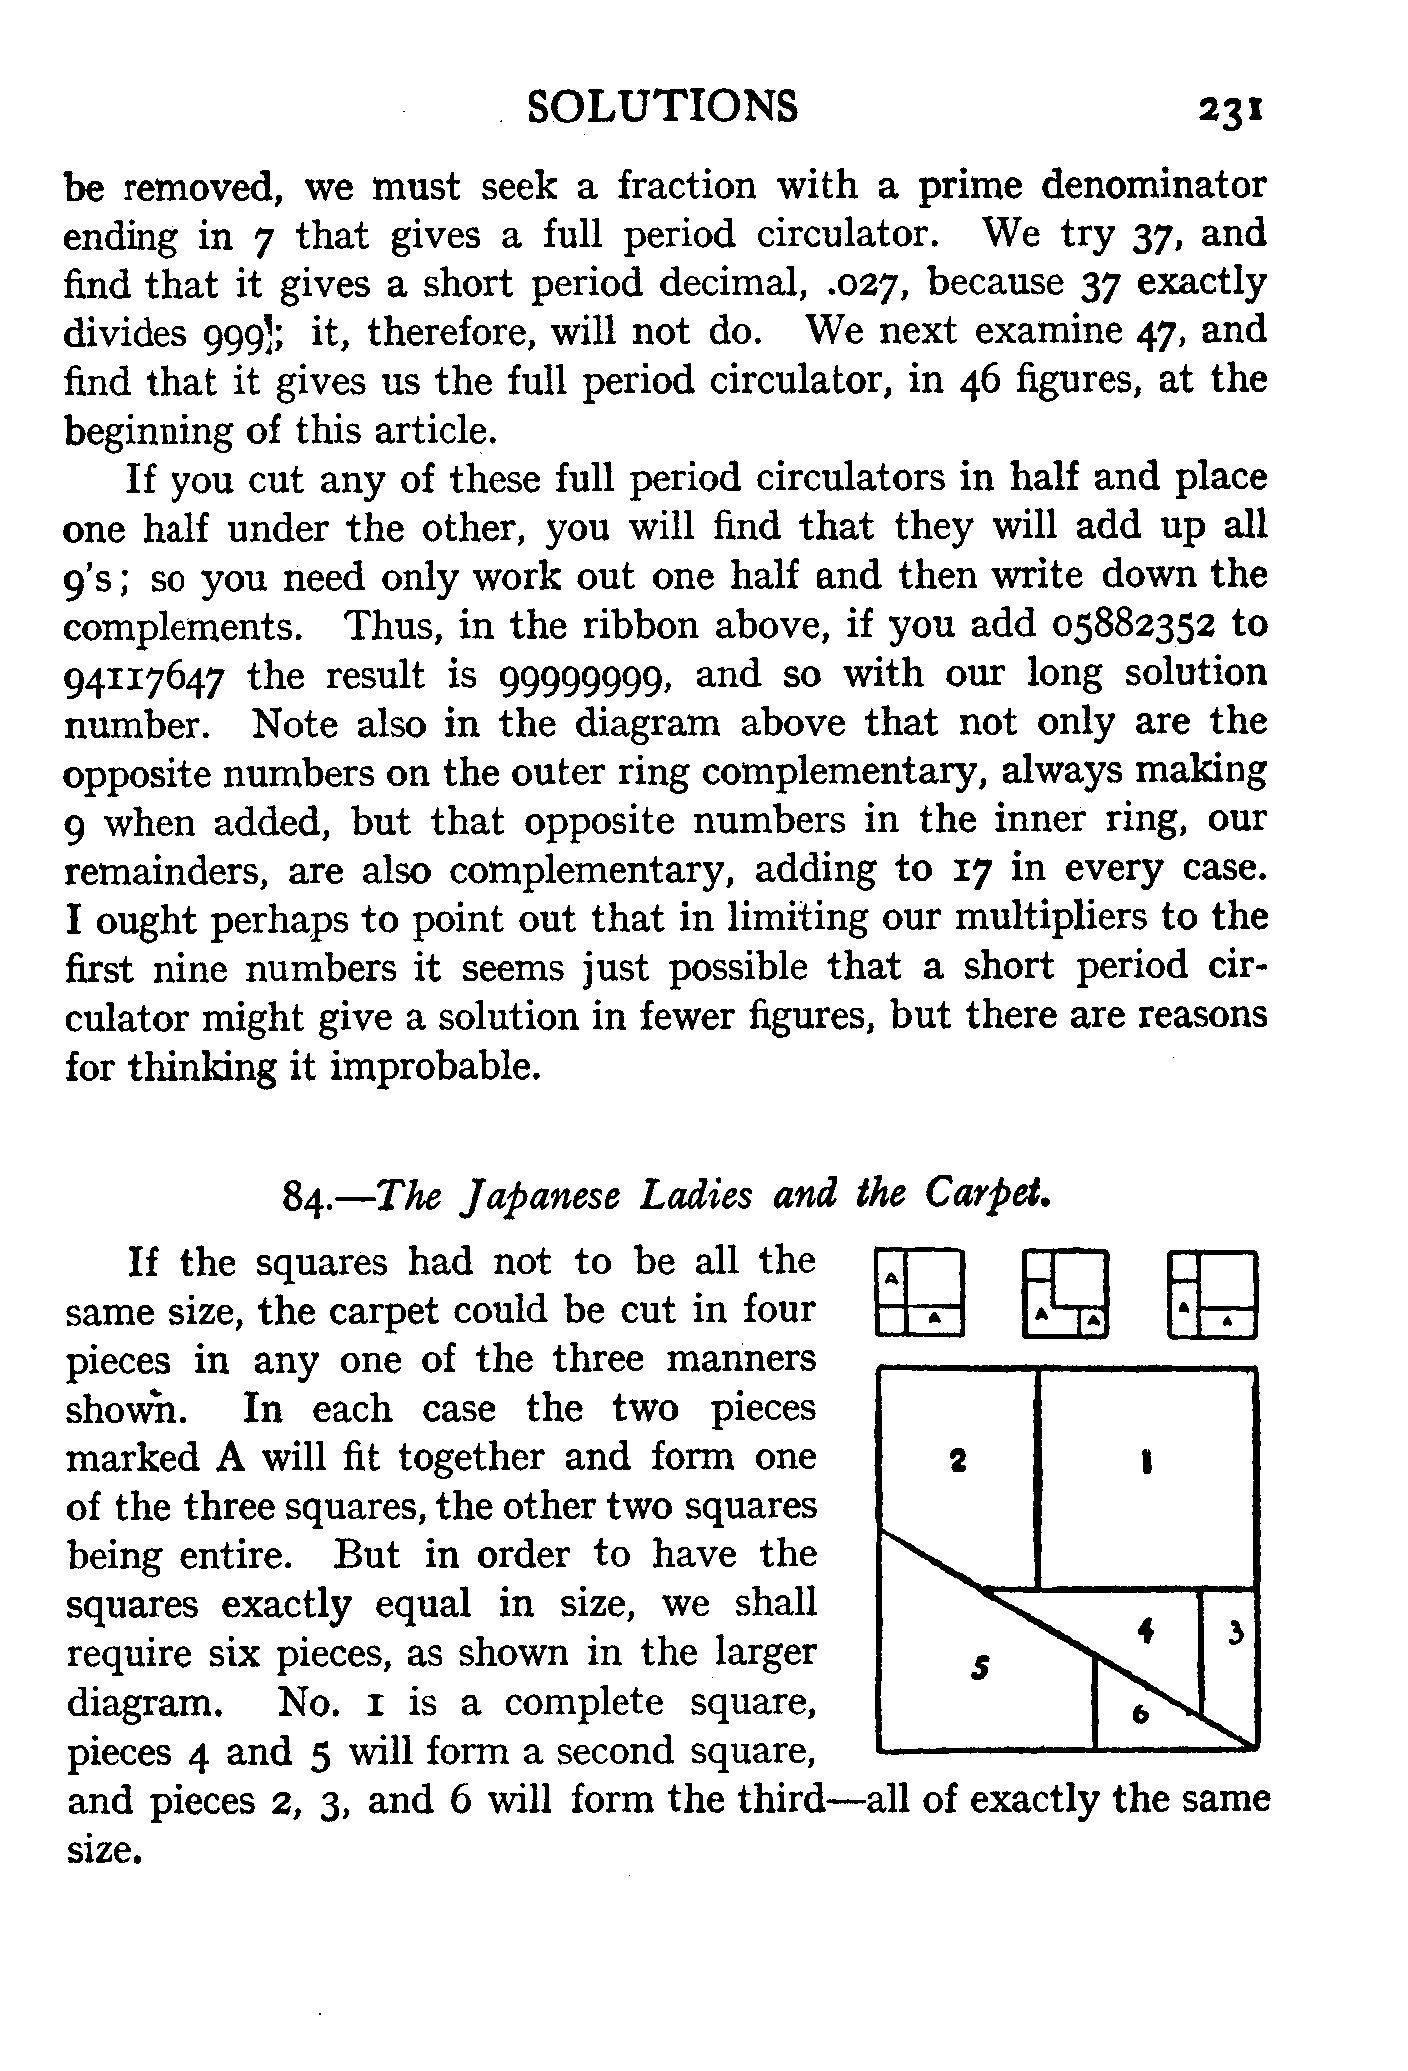 SOLUTIONS 231
be removed, we must seek a fraction with a prime denominator
ending in 7 that gives a full period circulator. We try 37, and
find that it gives a short period decimal, .027, because 37 exactly
divides 999; it, therefore, will not do. We next examine 47, and
find that it gives us the full period circulator, in 46 figures, at the
beginning of this article.
If you cut any of these full period circulators in half and place
one half under the other, you will find that they will add up all
9's; so you need only work out one half and then write down the
complements. Thus, in the ribbon above, if you add 05882352 to
94117647 the result is 99999999, and so with our long solution
number. Note also in the diagram above that not only are the
opposite numbers on the outer ring complementary, always making
9 when added, but that opposite numbers in the inner ring, our
remainders, are also complementary, adding to 17 in every case.
I ought perhaps to point out that in limiting our multipliers to the
first nine numbers it seems just possible that a short period cir-
culator might give a solution in fewer figures, but there are reasons
for thinking it improbable.
84.—The Japanese Ladies and the Carpet.
If the squares had not to be all the
same size, the carpet could be cut in four
pieces in any one of the three manners
shown. In each case the two pieces
marked A will fit together and form one
of the three squares, the other two squares
being entire. But in order to have the
squares exactly equal in size, we shall
require six pieces, as shown in the larger
diagram. No. 1 is a complete square,
pieces 4 and 5 will form a second square,
and pieces 2, 3, and 6 will form the third—all of exactly the same
size.
A
A
A
A
A
A
2
1
4
3
5
6